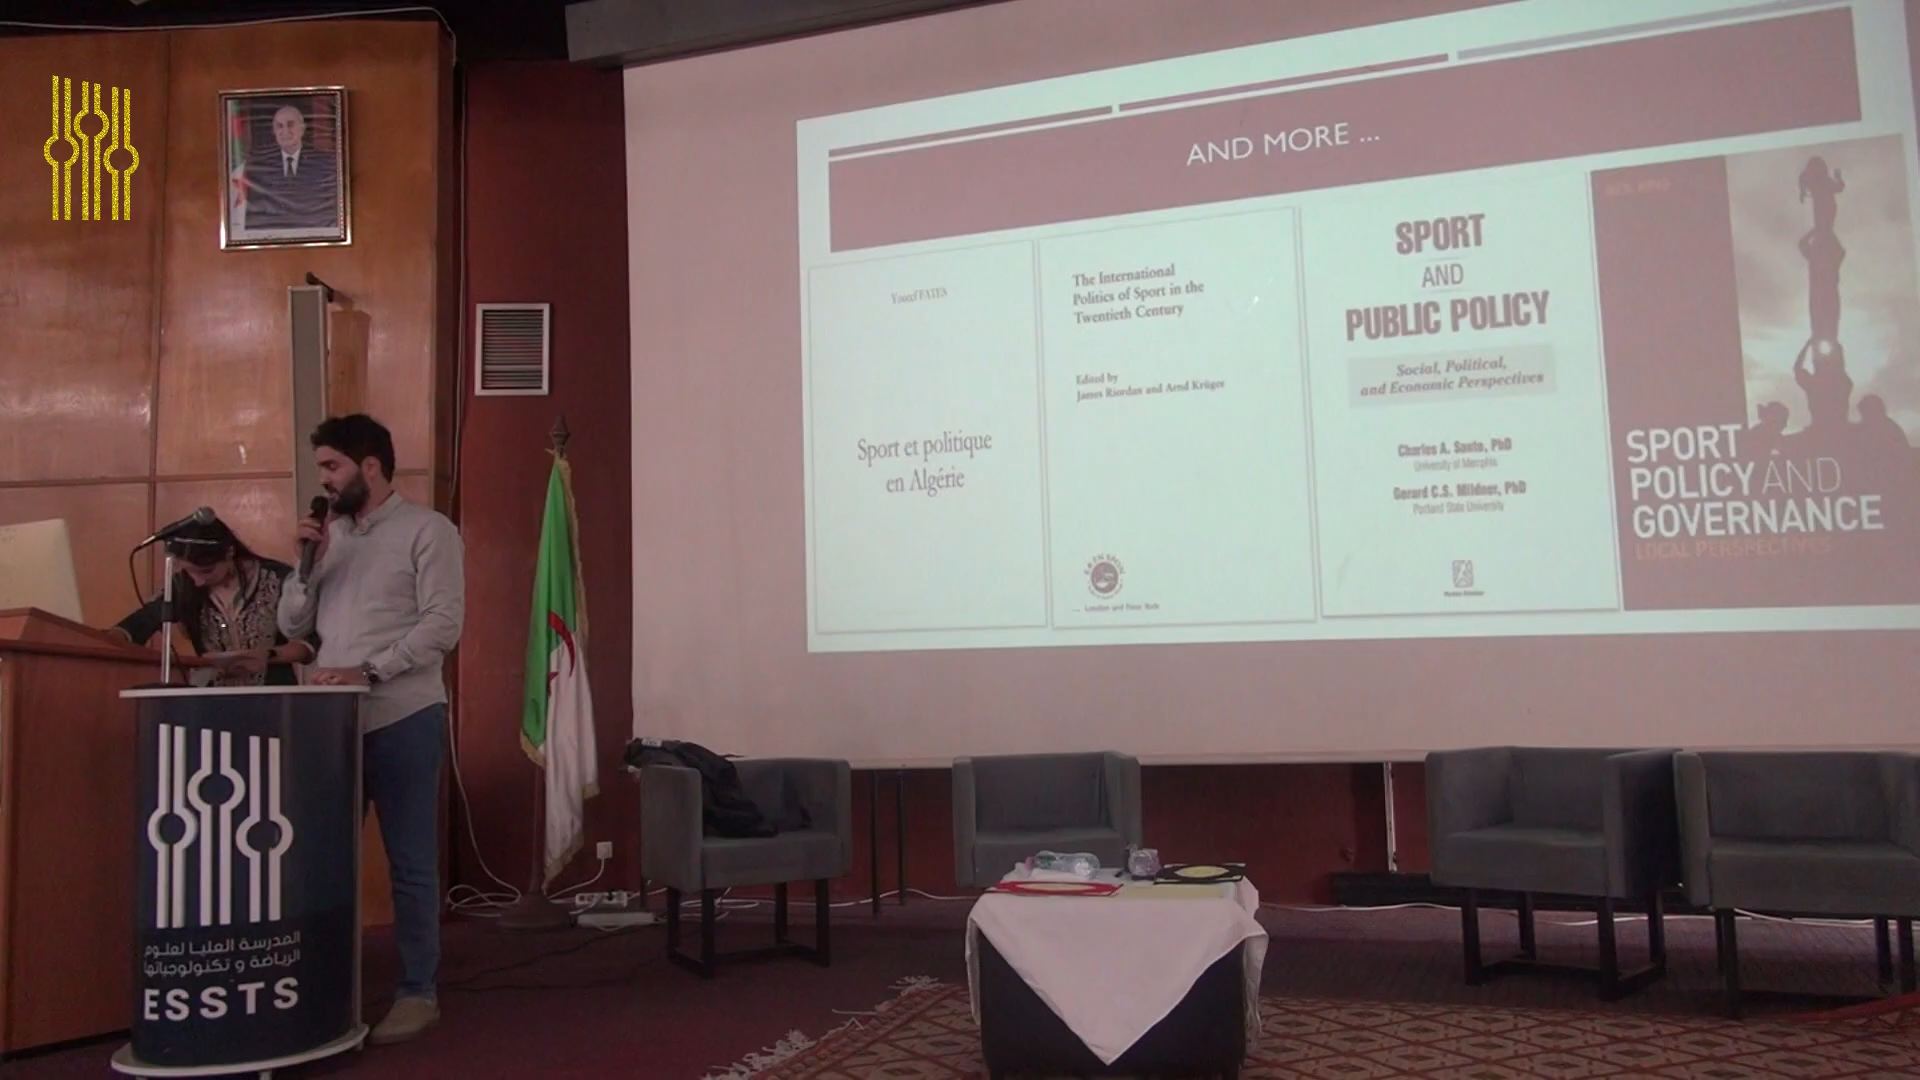 AND MORE ...
Youcef FATES
Sport et politique
en Algérie
The International
Politics of Sport in the
Twentieth Century
Edited by
James Riordan and Arnd Krüger
London and New York
SPORT
AND
PUBLIC POLICY
Social, Political,
and Economic Perspectives
Charles A. Santo, PhD
University of Memphis
Gerard C.S. Mildner, PhD
Portland State University
NEIL KING
SPORT
POLICY AND
GOVERNANCE
LOCAL PERSPECTIVES
المدرسة العليا لعلوم
الرياضة و تكنولوجياتها
ESSTS